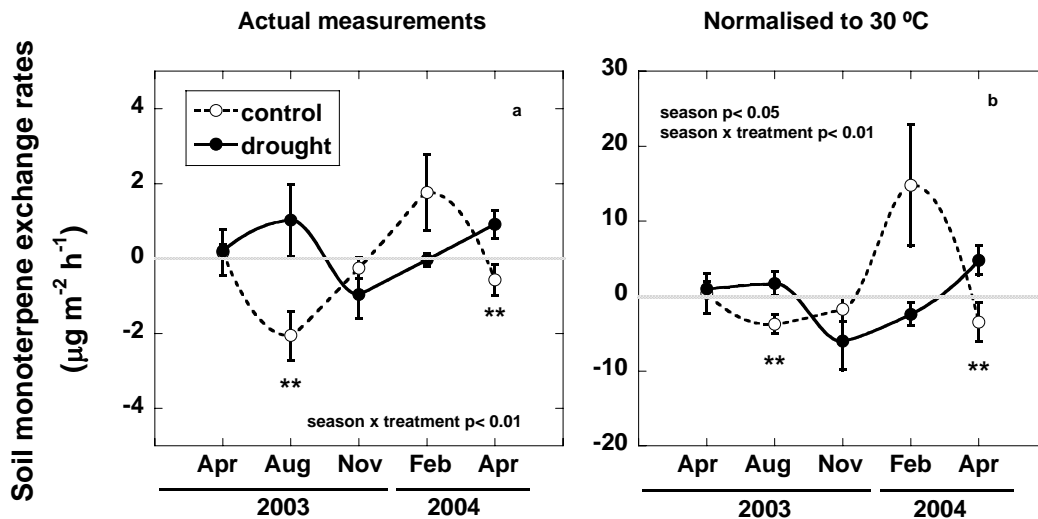 Actual measurements
Normalised to 30 ºC
Soil monoterpene exchange rates
(µg m-2 h-1)
4
2
0
-2
-4
control
drought
a
**
**
season x treatment p< 0.01
Apr Aug Nov Feb Apr
2003 2004
30
20
10
0
-10
-20
season p< 0.05
season x treatment p< 0.01
b
**
**
Apr Aug Nov Feb Apr
2003 2004